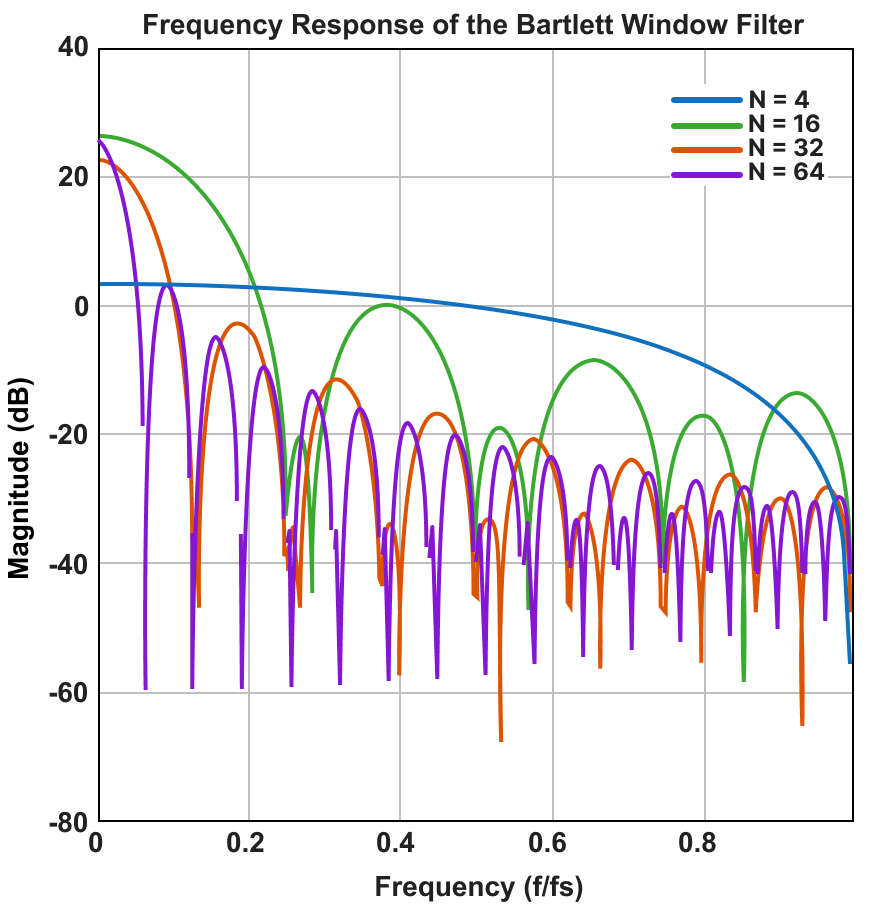 Frequency Response of the Bartlett Window Filter
40
20
0
-20
-40
-60
-80
Magnitude (dB)
N = 4
N = 16
N = 32
N = 64
0 0.2 0.4 0.6 0.8
Frequency (f/fs)